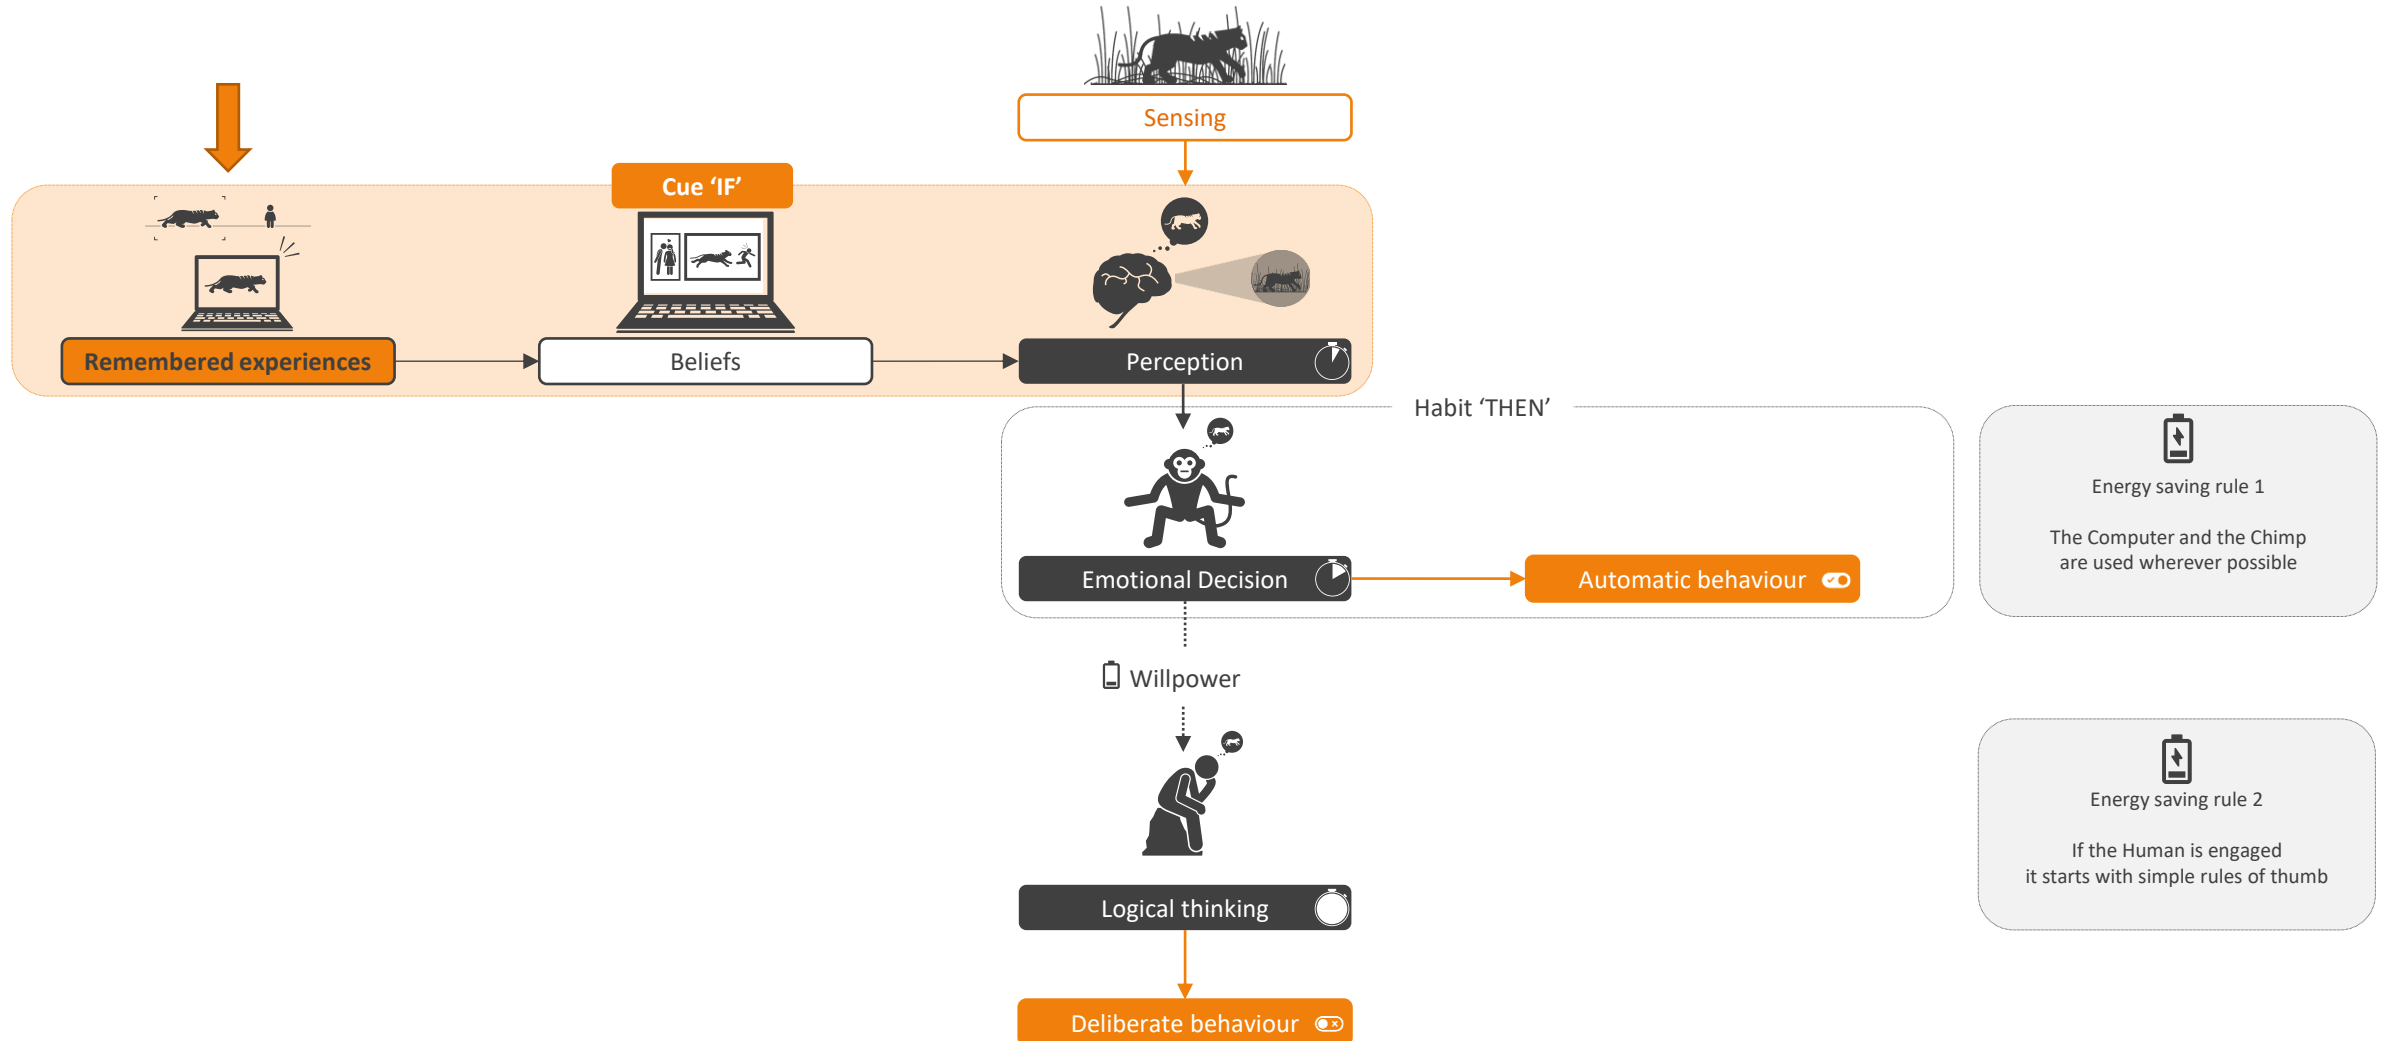 Sensing
Cue ‘IF’
Remembered experiences
Beliefs
Perception
Habit ‘THEN’
Emotional Decision
Automatic behaviour
Energy saving rule 1
The Computer and the Chimp
are used wherever possible
Willpower
Energy saving rule 2
If the Human is engaged
it starts with simple rules of thumb
Logical thinking
Deliberate behaviour